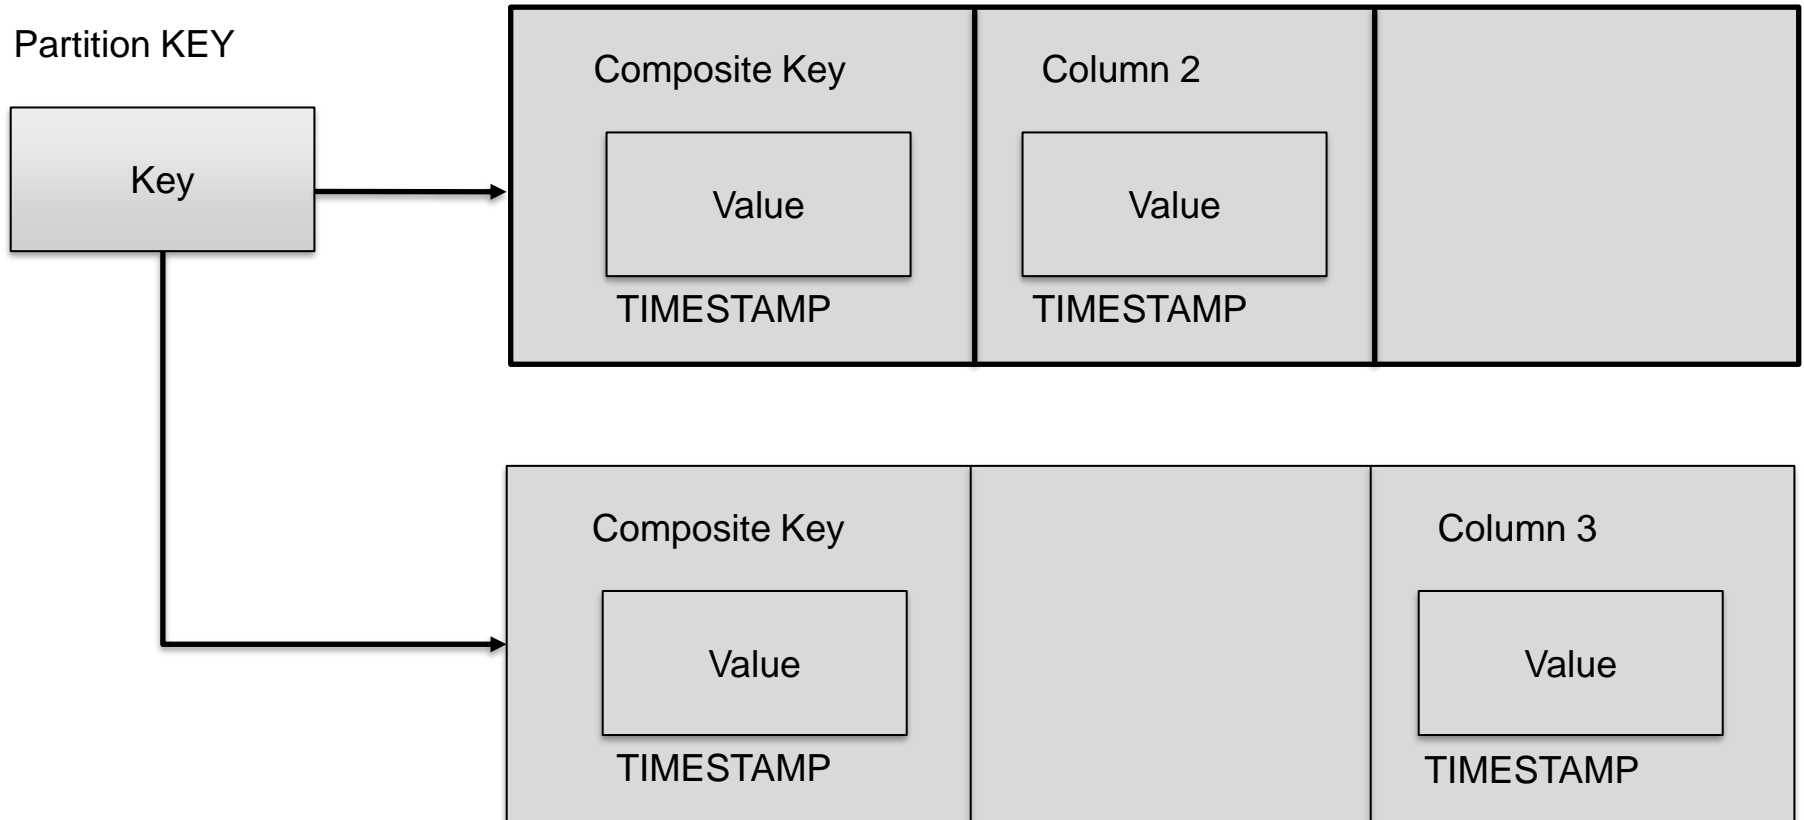 Partition KEY
Key
Composite Key
Column 2
Value
Value
TIMESTAMP
TIMESTAMP
Composite Key
Column 3
Value
Value
TIMESTAMP
TIMESTAMP